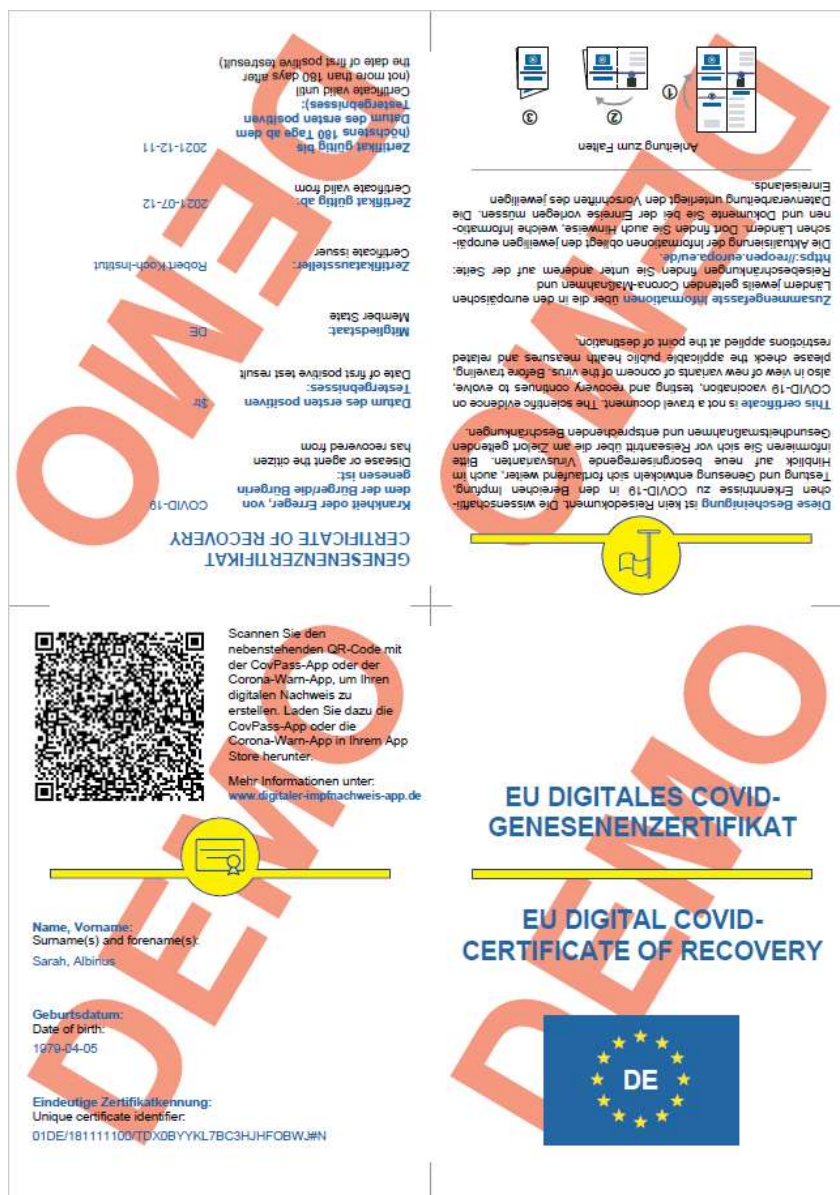 GENESENENZERTIFIKAT
CERTIFICATE OF RECOVERY
Krankheit oder Erreger, von
dem der Bürger/die Bürgerin
genesen ist:
Disease or agent the citizen
has recovered from
COVID-19
Datum des ersten positiven
Testergebnisses:
Date of first positive test result
Str
Mitgliedstaat:
Member State
DE
Zertifikataussteller:
Certificate issuer
Robert Koch-Institut
Zertifikat gültig ab:
Certificate valid from
2021-07-12
Zertifikat gültig bis
(höchstens 180 Tage ab dem
Datum des ersten positiven
Testergebnisses):
Certificate valid until
(not more than 180 days after
the date of first positive testresult)
2021-12-11
DEMO
Diese Bescheinigung ist kein Reisedokument. Die wissenschaftli-
chen Erkenntnisse zu COVID-19 in den Bereichen Impfung,
Testung und Genesung entwickeln sich fortlaufend weiter, auch im
Hinblick auf neue besorgniserregende Virusvarianten. Bitte
informieren Sie sich vor Reiseantritt über die am Zielort geltenden
Gesundheitsmaßnahmen und entsprechenden Beschränkungen.
This certificate is not a travel document. The scientific evidence on
COVID-19 vaccination, testing and recovery continues to evolve,
also in view of new variants of concern of the virus. Before traveling,
please check the applicable public health measures and related
restrictions applied at the point of destination.
Zusammengefasste Informationen über die in den europäischen
Ländern jeweils geltenden Corona-Maßnahmen und
Reisebeschränkungen finden Sie unter anderem auf der Seite:
https://reopen.europa.eu/de.
Die Aktualisierung der Informationen obliegt den jeweiligen europäi-
schen Ländern. Dort finden Sie auch Hinweise, welche Informatio-
nen und Dokumente Sie bei der Einreise vorlegen müssen. Die
Datenverarbeitung unterliegt den Vorschriften des jeweiligen
Einreiselands.
Anleitung zum Falten
1
2
3
DEMO
Scannen Sie den
nebenstehenden QR-Code mit
der CovPass-App oder der
Corona-Warn-App, um Ihren
digitalen Nachweis zu
erstellen. Laden Sie dazu die
CovPass-App oder die
Corona-Warn-App in Ihrem App
Store herunter.
Mehr Informationen unter:
www.digitaler-impfnachweis-app.de
Name, Vorname:
Surname(s) and forename(s):
Sarah, Albinus
Geburtsdatum:
Date of birth:
1979-04-05
Eindeutige Zertifikatkennung:
Unique certificate identifier:
01DE/181111100/TDX0BYYKL7BC3HJHFOBWJ#N
DEMO
EU DIGITALES COVID-
GENESENENZERTIFIKAT
EU DIGITAL COVID-
CERTIFICATE OF RECOVERY
DE
DEMO